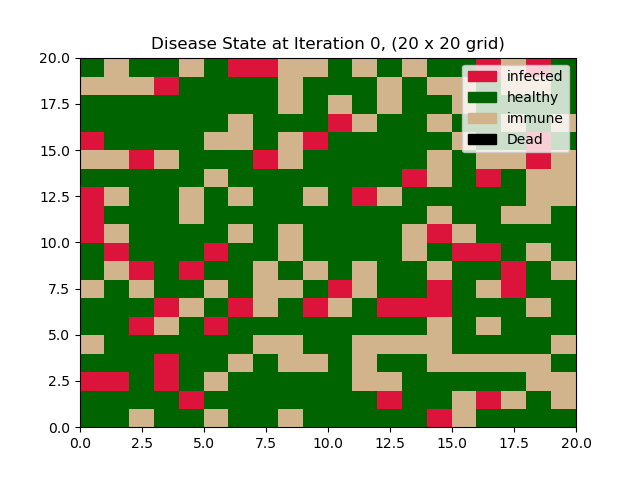 Disease State at Iteration 0, (20 x 20 grid)
infected
healthy
immune
Dead
20.0
17.5
15.0
12.5
10.0
7.5
5.0
2.5
0.0
0.0 2.5 5.0 7.5 10.0 12.5 15.0 17.5 20.0